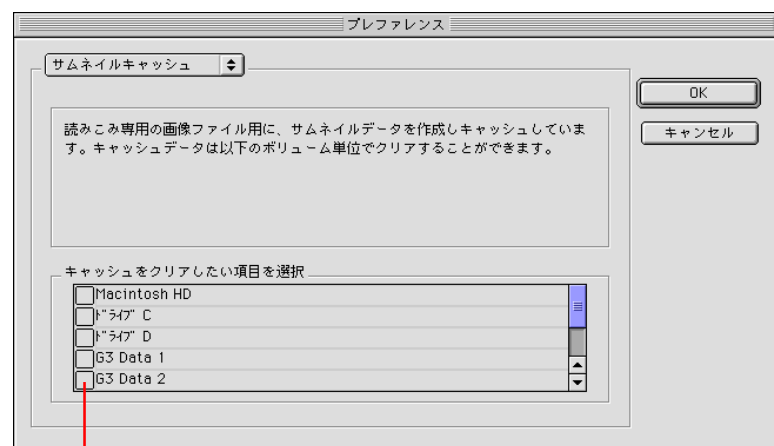 プレファレンス
サムネイルキャッシュ
OK
キャンセル
読みこみ専用の画像ファイル用に、サムネイルデータを作成しキャッシュしていま
す。キャッシュデータは以下のボリューム単位でクリアすることができます。
キャッシュをクリアしたい項目を選択
Macintosh HD
ﾄﾞﾗｲﾌﾞ C
ﾄﾞﾗｲﾌﾞ D
G3 Data 1
G3 Data 2